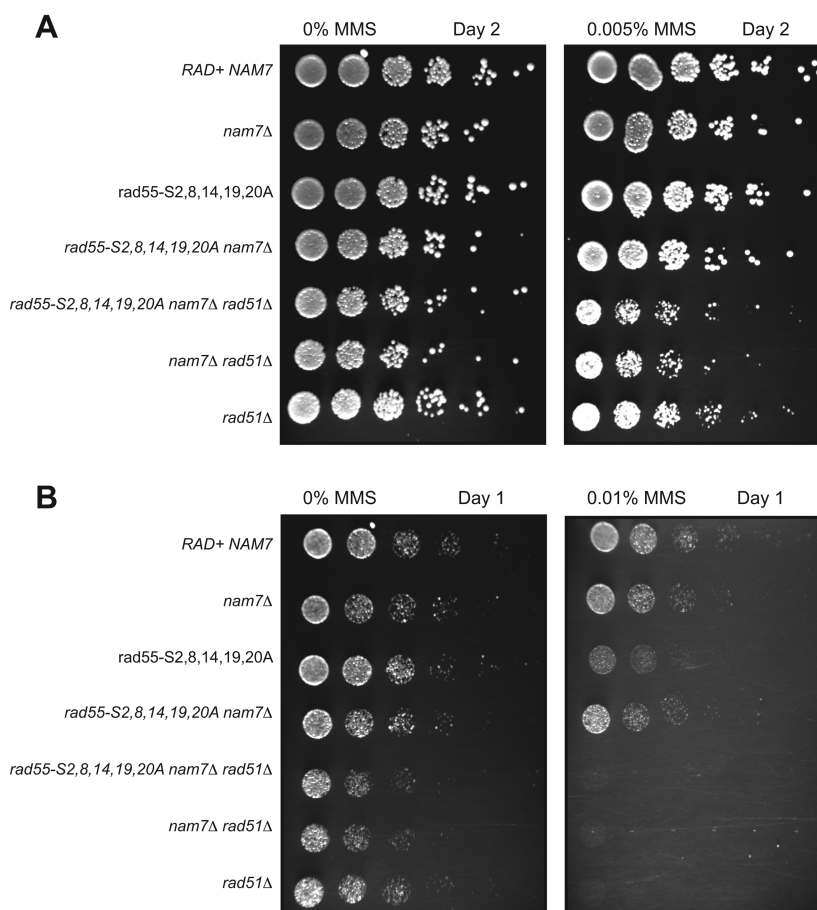 A
0% MMS Day 2 0.005% MMS Day 2
RAD+ NAM7
nam7Δ
rad55-S2,8,14,19,20A
rad55-S2,8,14,19,20A nam7Δ
rad55-S2,8,14,19,20A nam7Δ rad51Δ
nam7Δ rad51Δ
rad51Δ
B
0% MMS Day 1 0.01% MMS Day 1
RAD+ NAM7
nam7Δ
rad55-S2,8,14,19,20A
rad55-S2,8,14,19,20A nam7Δ
rad55-S2,8,14,19,20A nam7Δ rad51Δ
nam7Δ rad51Δ
rad51Δ